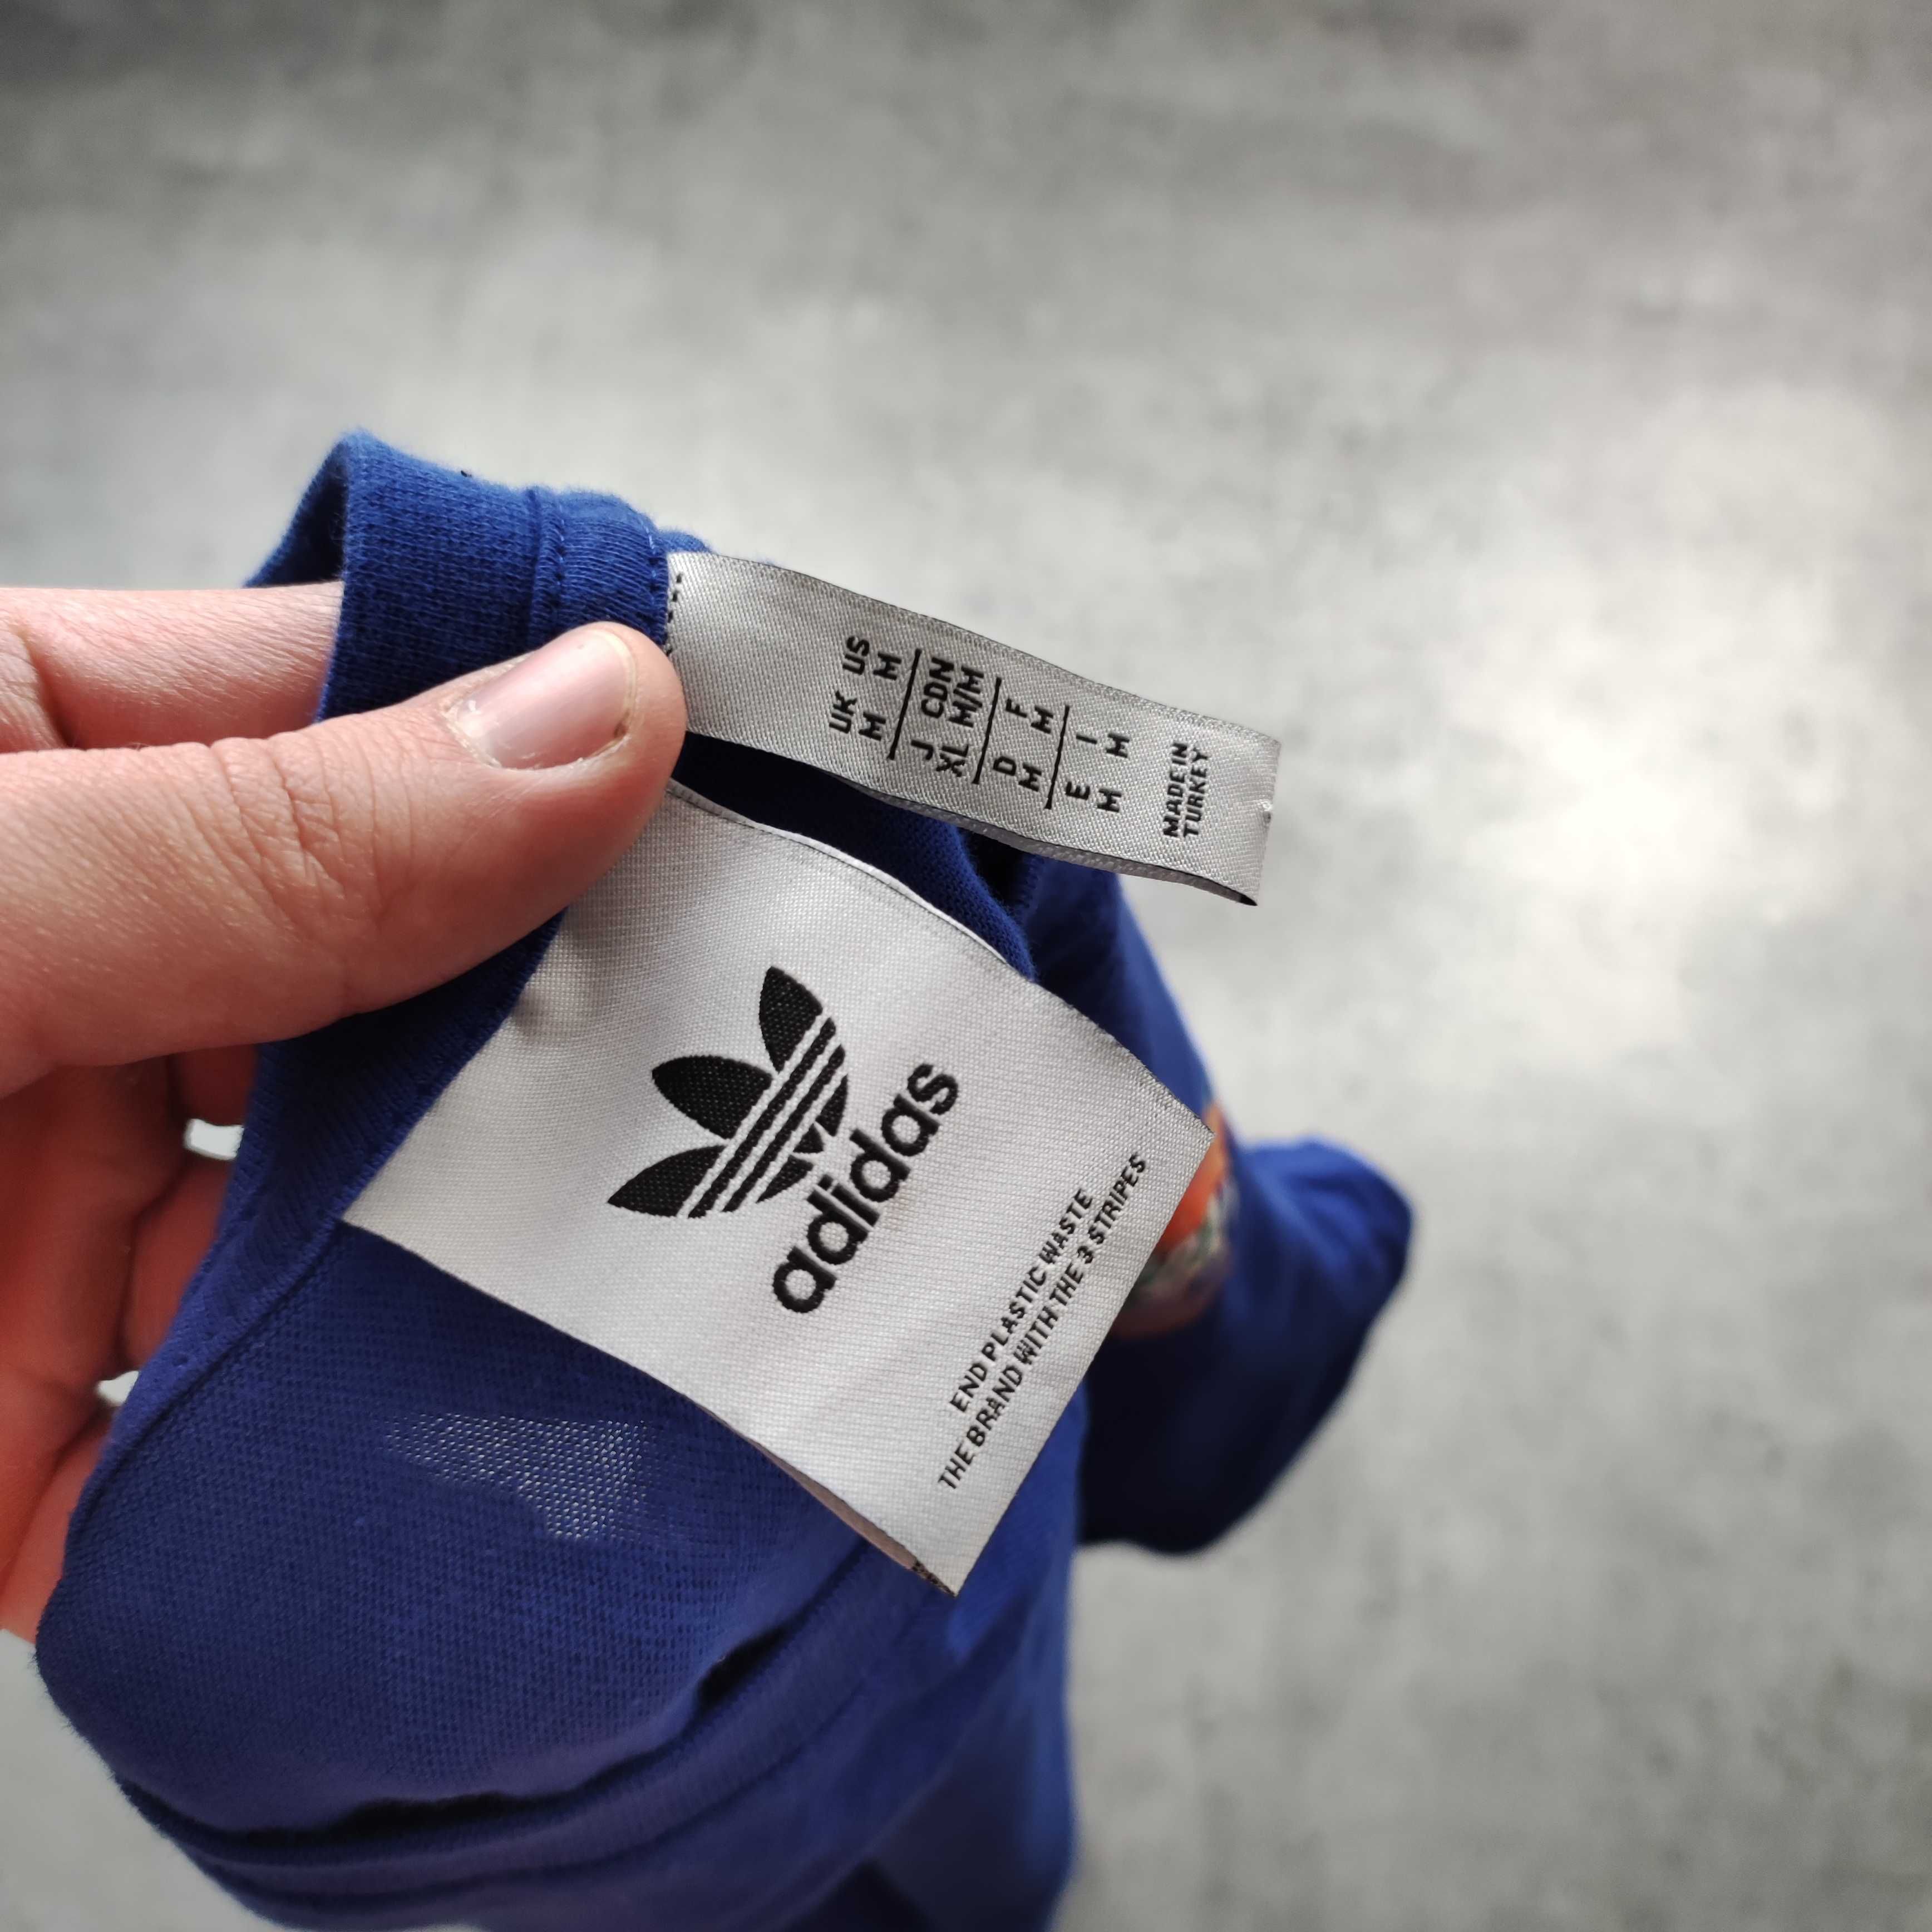 UK US
M M
J CDN
XL M/M
D F
M M
E I
M M
MADE IN
TURKEY
adidas
END PLASTIC WASTE
THE BRAND WITH THE 3 STRIPES